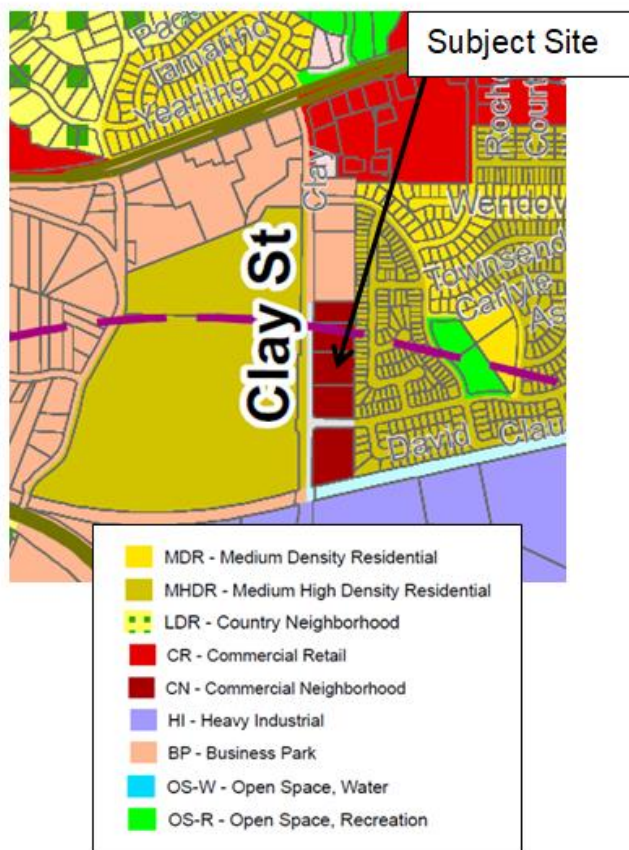 Subject Site
Tamarind
Yearling
Clay
Clay St
Wendov
Townsend
Carlyle
As
David
Clau
MDR - Medium Density Residential
MHDR - Medium High Density Residential
LDR - Country Neighborhood
CR - Commercial Retail
CN - Commercial Neighborhood
HI - Heavy Industrial
BP - Business Park
OS-W - Open Space, Water
OS-R - Open Space, Recreation